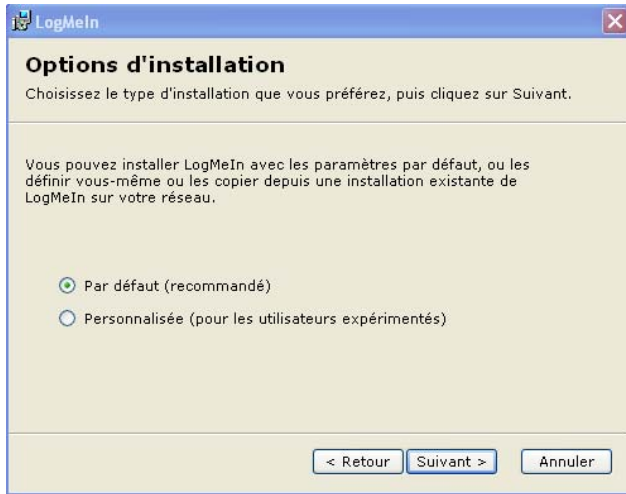 LogMeIn
Options d'installation
Choisissez le type d'installation que vous préférez, puis cliquez sur Suivant.
Vous pouvez installer LogMeIn avec les paramètres par défaut, ou les
définir vous-même ou les copier depuis une installation existante de
LogMeIn sur votre réseau.
Par défaut (recommandé)
Personnalisée (pour les utilisateurs expérimentés)
< Retour Suivant > Annuler